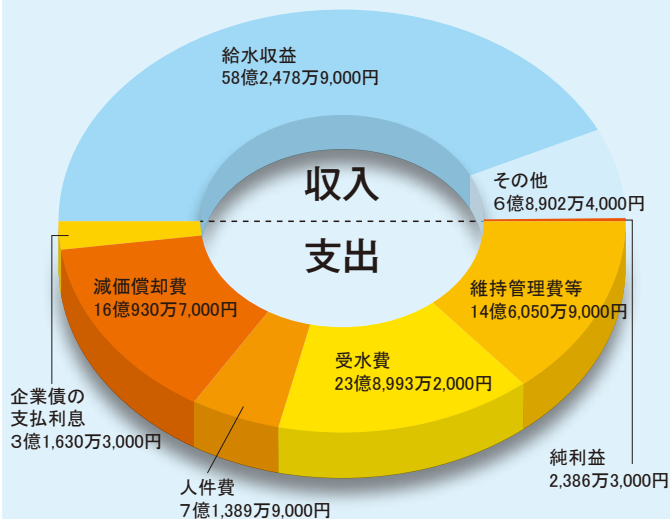 給水収益
58億2,478万9,000円
収入
その他
6億8,902万4,000円
支出
減価償却費
16億930万7,000円
維持管理費等
14億6,050万9,000円
受水費
23億8,993万2,000円
企業債の
支払利息
3億1,630万3,000円
人件費
7億1,389万9,000円
純利益
2,386万3,000円